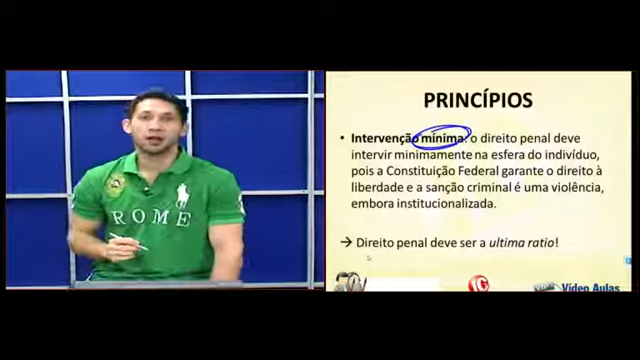 PRINCÍPIOS
• Intervenção mínima: o direito penal deve
intervir minimamente na esfera do indivíduo,
pois a Constituição Federal garante o direito à
liberdade e a sanção criminal é uma violência,
embora institucionalizada.
→ Direito penal deve ser a ultima ratio!
ROME
Vídeo Aulas